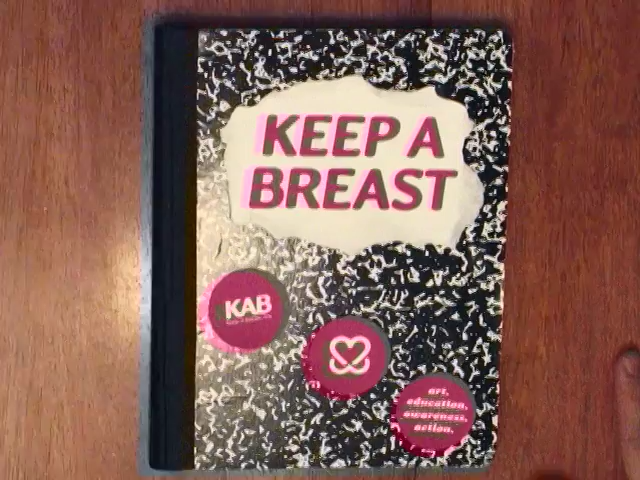 KEEP A
BREAST
KAB
art,
education,
awareness,
action.